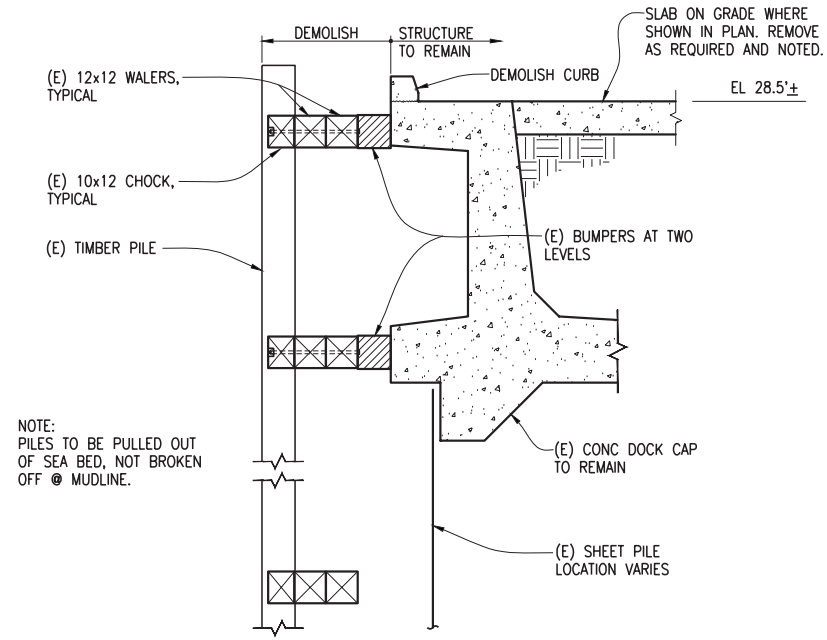 SLAB ON GRADE WHERE
SHOWN IN PLAN. REMOVE
AS REQUIRED AND NOTED.
DEMOLISH
STRUCTURE
TO REMAIN
(E) 12x12 WALERS,
TYPICAL
DEMOLISH CURB
EL 28.5'±
(E) 10x12 CHOCK,
TYPICAL
(E) TIMBER PILE
(E) BUMPERS AT TWO
LEVELS
NOTE:
PILES TO BE PULLED OUT
OF SEA BED, NOT BROKEN
OFF @ MUDLINE.
(E) CONC DOCK CAP
TO REMAIN
(E) SHEET PILE
LOCATION VARIES